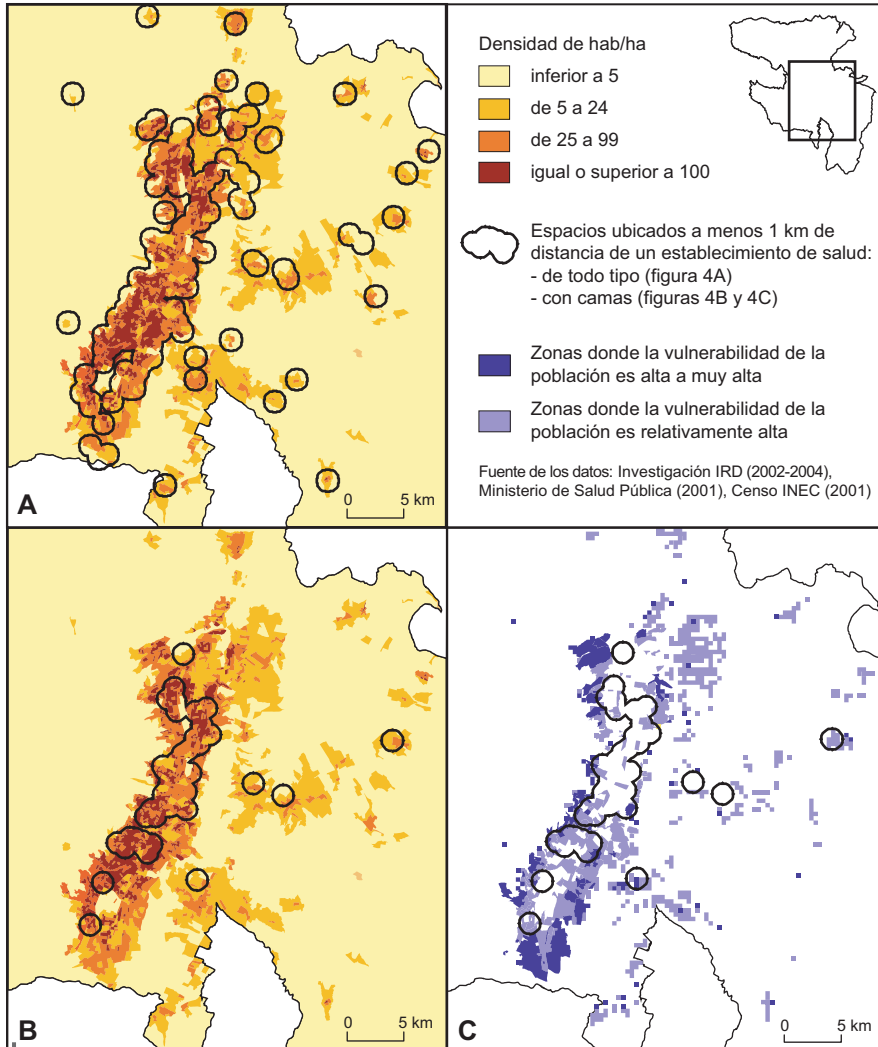 Densidad de hab/ha
inferior a 5
de 5 a 24
de 25 a 99
igual o superior a 100
Espacios ubicados a menos 1 km de
distancia de un establecimiento de salud:
- de todo tipo (figura 4A)
- con camas (figuras 4B y 4C)
Zonas donde la vulnerabilidad de la
población es alta a muy alta
Zonas donde la vulnerabilidad de la
población es relativamente alta
Fuente de los datos: Investigación IRD (2002-2004),
Ministerio de Salud Pública (2001), Censo INEC (2001)
A
0 5 km
B
0 5 km
C
0 5 km